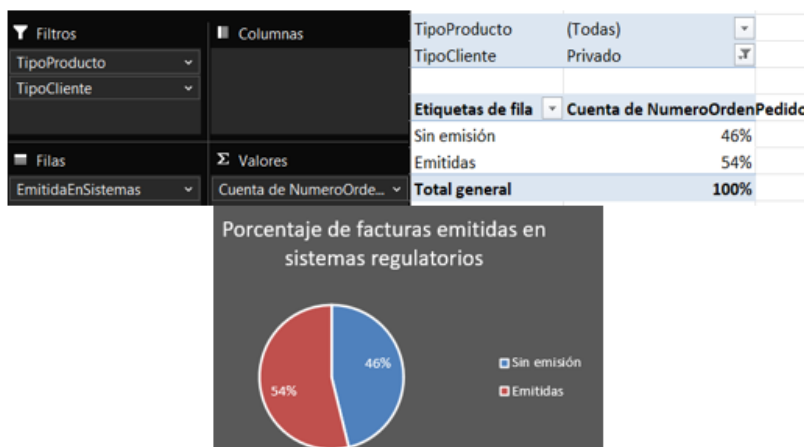 Filtros
TipoProducto
TipoCliente
Columnas
Filas
EmitidaEnSistemas
Σ Valores
Cuenta de NumeroOrde...
TipoProducto (Todas)
TipoCliente Privado
Etiquetas de fila Cuenta de NumeroOrdenPedido
Sin emisión 46%
Emitidas 54%
Total general 100%
Porcentaje de facturas emitidas en
sistemas regulatorios
46%
54%
Sin emisión
Emitidas